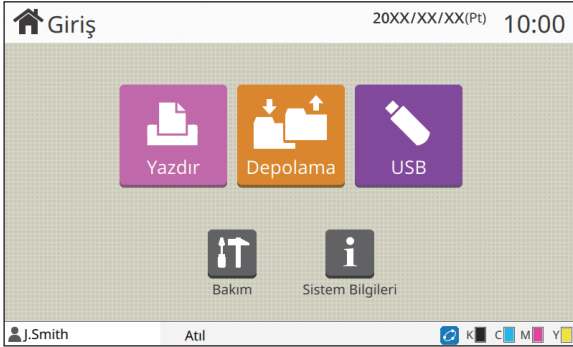 Giriş
20XX/XX/XX(Pt) 10:00
Yazdır Depolama USB
Bakım Sistem Bilgileri
J.Smith Atıl K C M Y